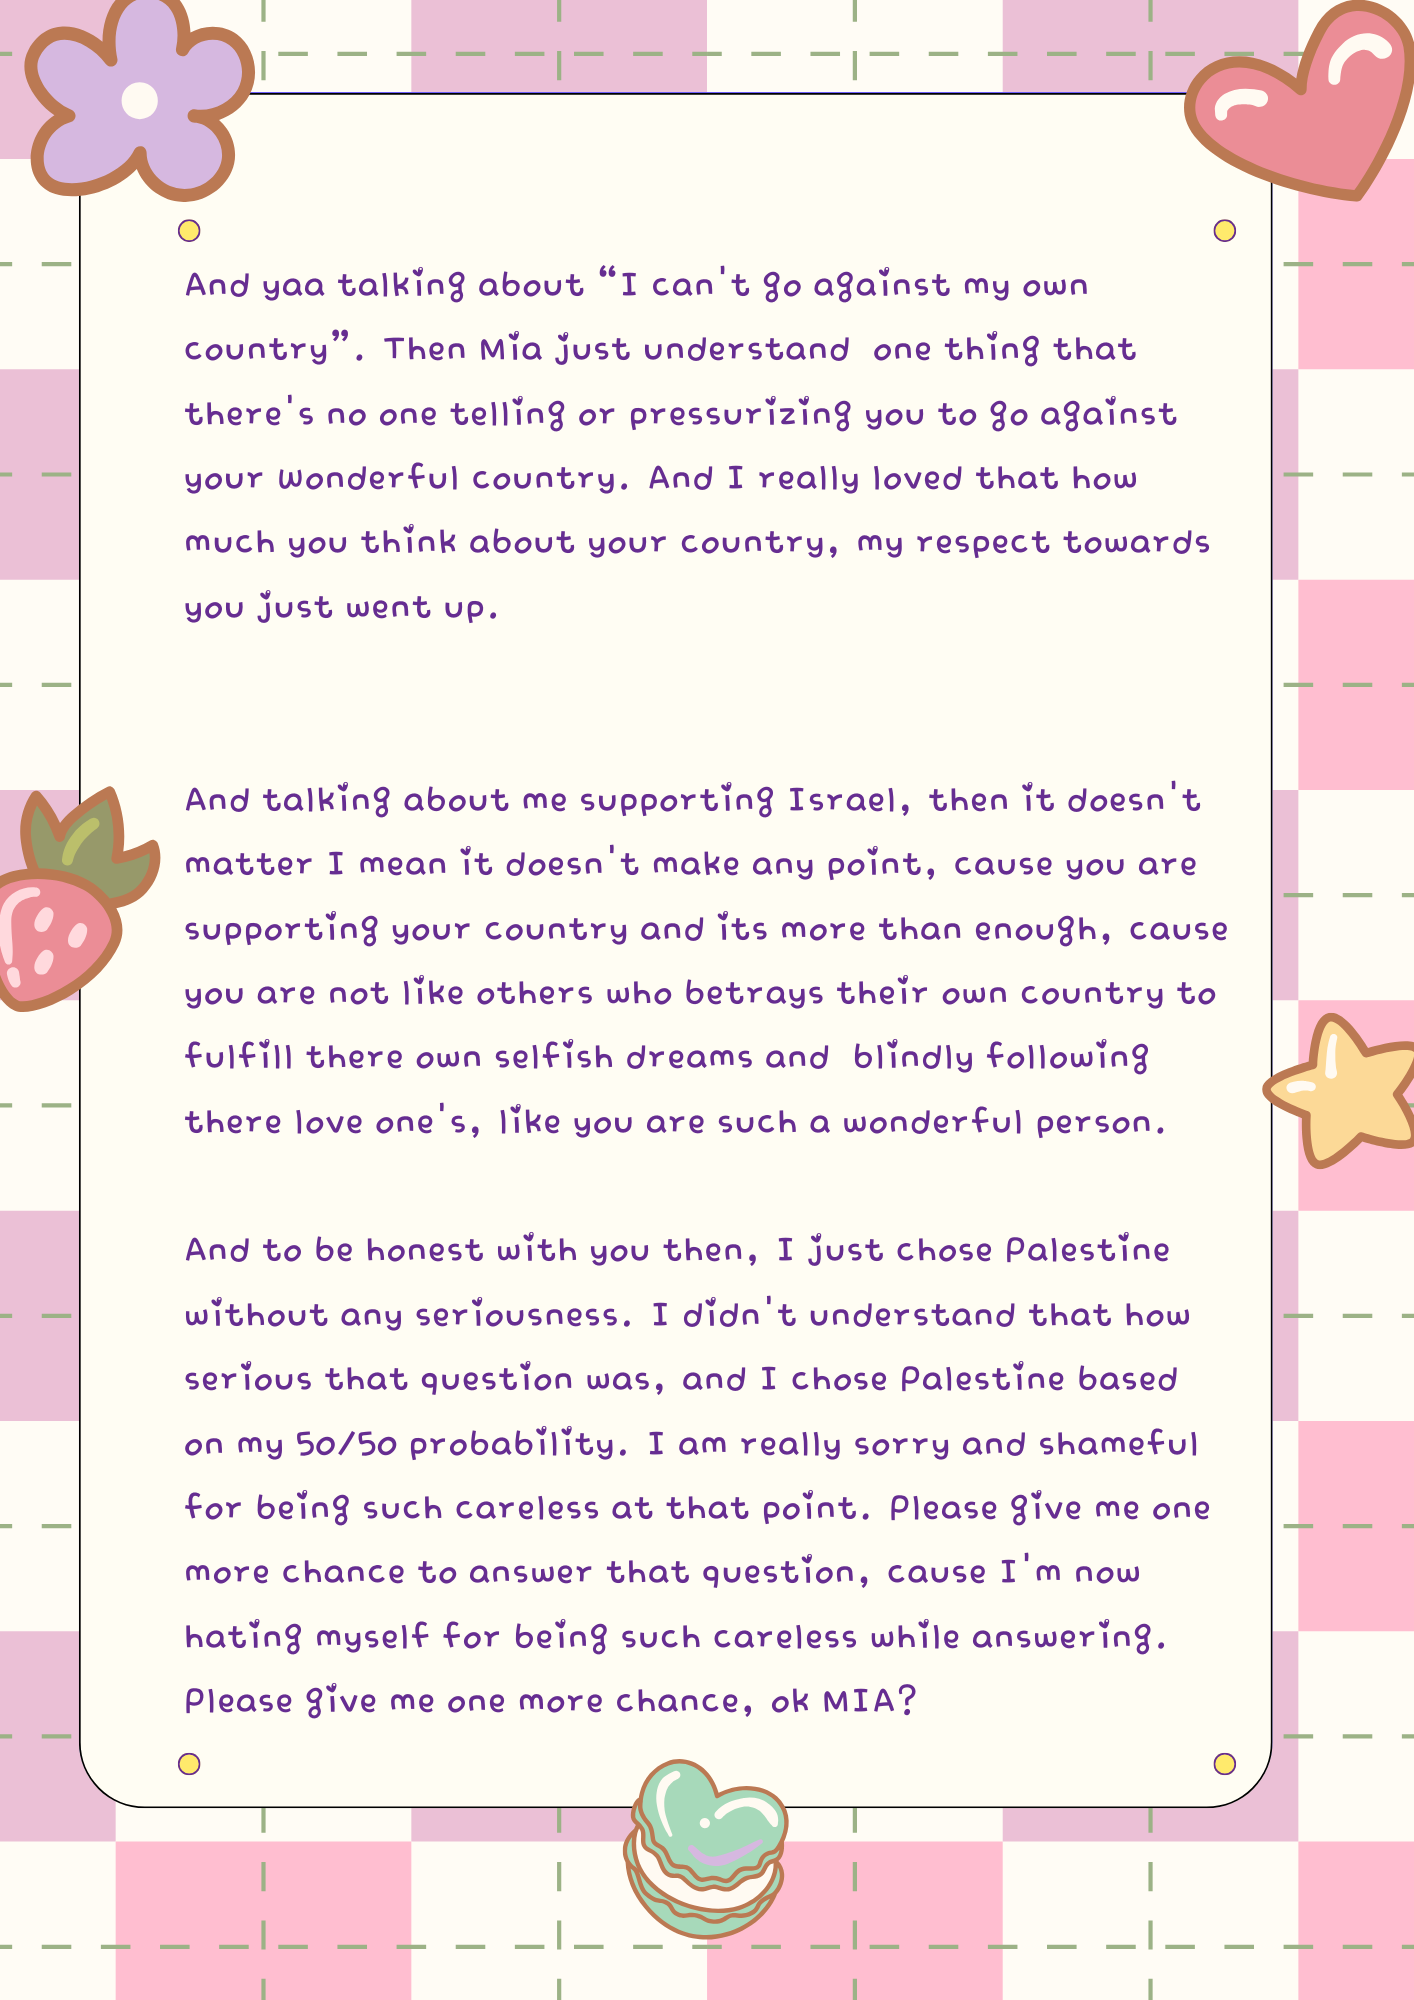 And yaa talking about “I can't go against my own
country”. Then Mia just understand  one thing that
there's no one telling or pressurizing you to go against
your Wonderful country. And I really loved that how
much you think about your country, my respect towards
you just went up.
And talking about me supporting Israel, then it doesn't
matter I mean it doesn't make any point, cause you are
supporting your country and its more than enough, cause
you are not like others who betrays their own country to
fulfill there own selfish dreams and  blindly following
there love one's, like you are such a wonderful person.
And to be honest with you then, I just chose Palestine
without any seriousness. I didn't understand that how
serious that question was, and I chose Palestine based
on my 50/50 probability. I am really sorry and shameful
for being such careless at that point. Please give me one
more chance to answer that question, cause I'm now
hating myself for being such careless while answering.
Please give me one more chance, ok MIA?